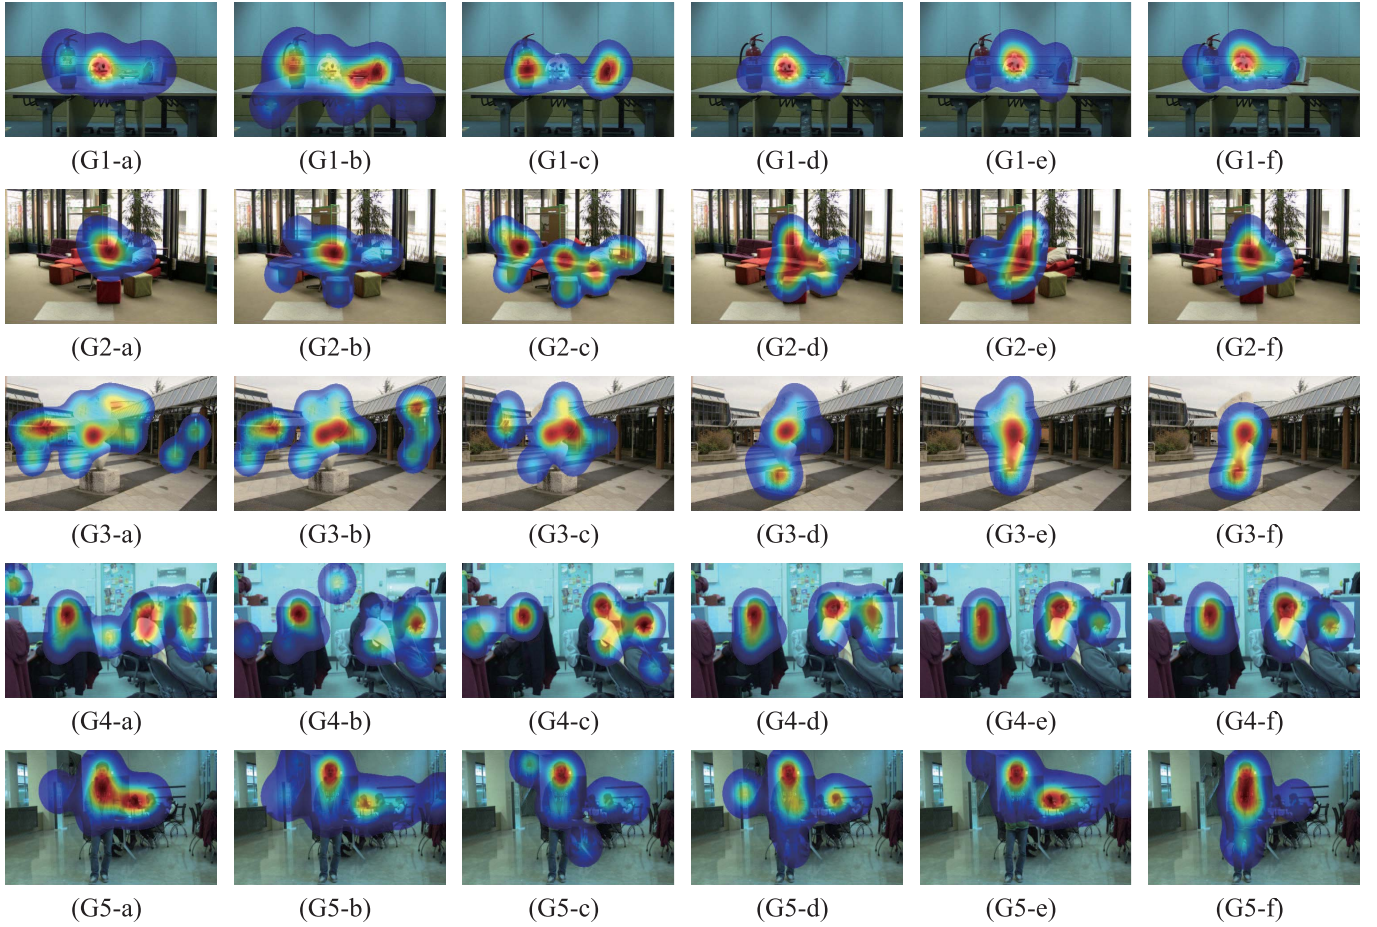 (G1-a) (G1-b) (G1-c) (G1-d) (G1-e) (G1-f)
(G2-a) (G2-b) (G2-c) (G2-d) (G2-e) (G2-f)
(G3-a) (G3-b) (G3-c) (G3-d) (G3-e) (G3-f)
(G4-a) (G4-b) (G4-c) (G4-d) (G4-e) (G4-f)
(G5-a) (G5-b) (G5-c) (G5-d) (G5-e) (G5-f)